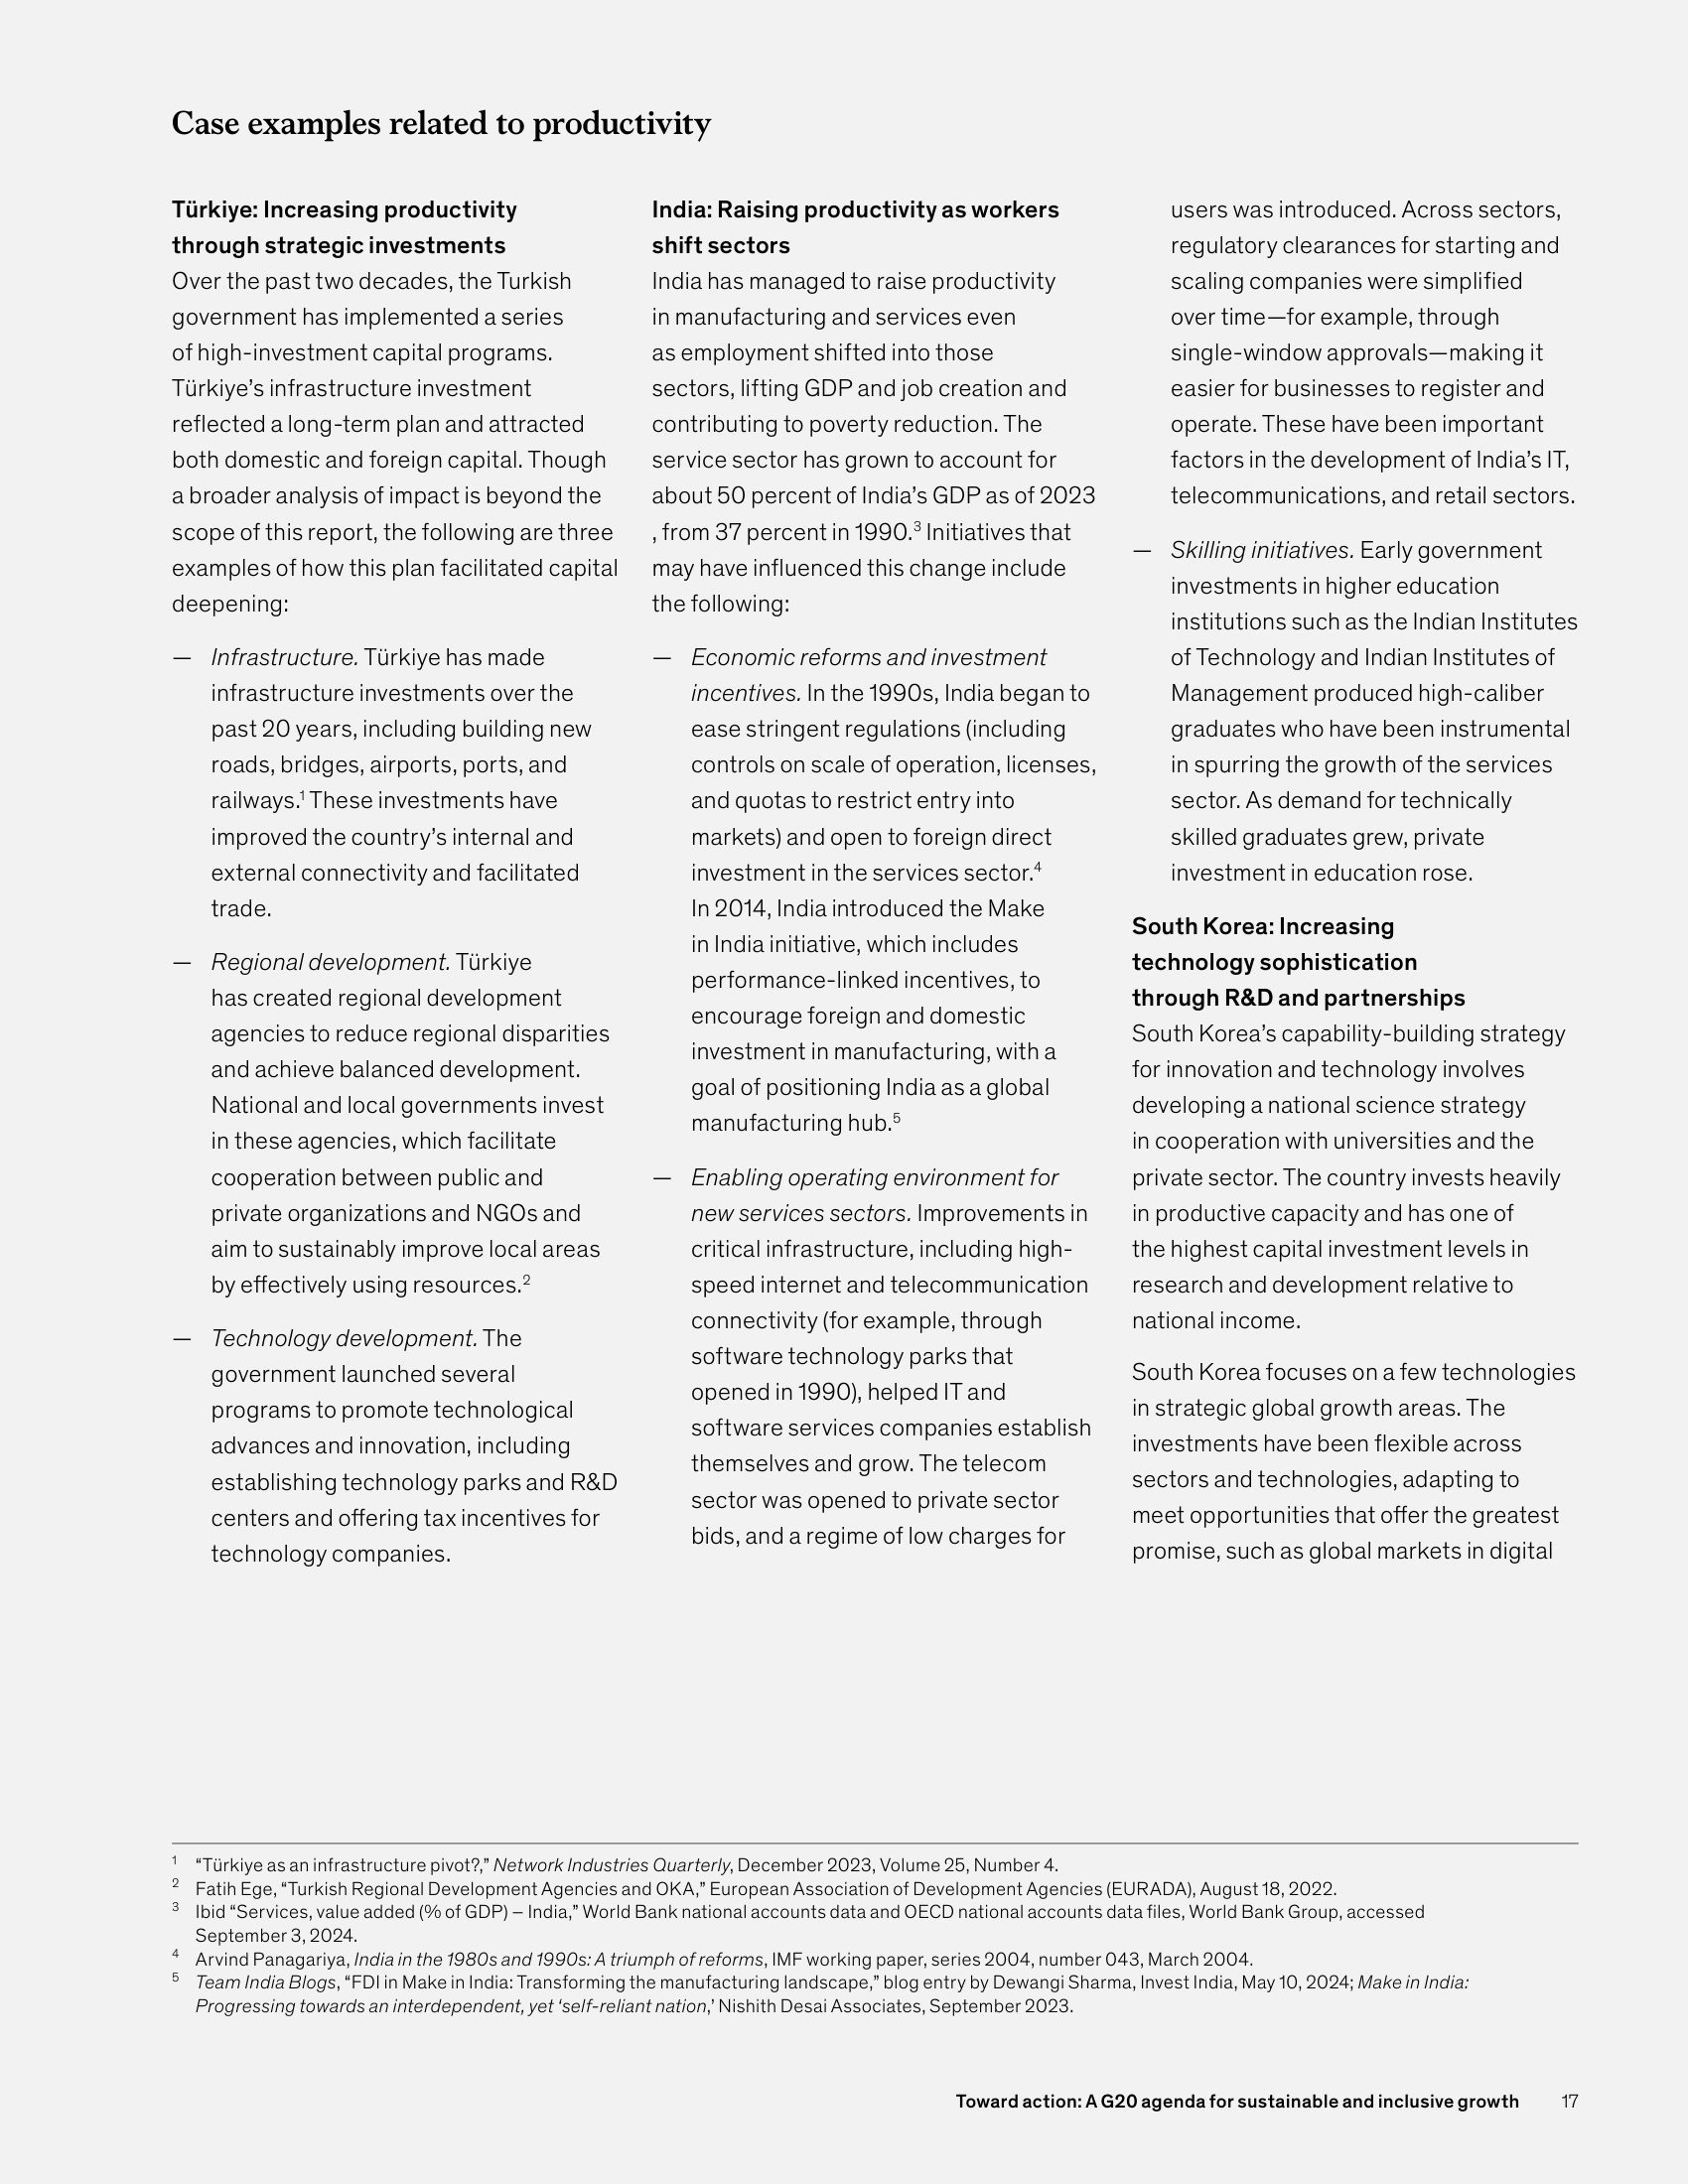 Case examples related to productivity
Türkiye: Increasing productivity
through strategic investments
Over the past two decades, the Turkish
government has implemented a series
of high-investment capital programs.
Türkiye’s infrastructure investment
reflected a long-term plan and attracted
both domestic and foreign capital. Though
a broader analysis of impact is beyond the
scope of this report, the following are three
examples of how this plan facilitated capital
deepening:
— Infrastructure. Türkiye has made
infrastructure investments over the
past 20 years, including building new
roads, bridges, airports, ports, and
railways.¹ These investments have
improved the country’s internal and
external connectivity and facilitated
trade.
— Regional development. Türkiye
has created regional development
agencies to reduce regional disparities
and achieve balanced development.
National and local governments invest
in these agencies, which facilitate
cooperation between public and
private organizations and NGOs and
aim to sustainably improve local areas
by effectively using resources.²
— Technology development. The
government launched several
programs to promote technological
advances and innovation, including
establishing technology parks and R&D
centers and offering tax incentives for
technology companies.
India: Raising productivity as workers
shift sectors
India has managed to raise productivity
in manufacturing and services even
as employment shifted into those
sectors, lifting GDP and job creation and
contributing to poverty reduction. The
service sector has grown to account for
about 50 percent of India’s GDP as of 2023
, from 37 percent in 1990.³ Initiatives that
may have influenced this change include
the following:
— Economic reforms and investment
incentives. In the 1990s, India began to
ease stringent regulations (including
controls on scale of operation, licenses,
and quotas to restrict entry into
markets) and open to foreign direct
investment in the services sector.⁴
In 2014, India introduced the Make
in India initiative, which includes
performance-linked incentives, to
encourage foreign and domestic
investment in manufacturing, with a
goal of positioning India as a global
manufacturing hub.⁵
— Enabling operating environment for
new services sectors. Improvements in
critical infrastructure, including high-
speed internet and telecommunication
connectivity (for example, through
software technology parks that
opened in 1990), helped IT and
software services companies establish
themselves and grow. The telecom
sector was opened to private sector
bids, and a regime of low charges for
users was introduced. Across sectors,
regulatory clearances for starting and
scaling companies were simplified
over time—for example, through
single-window approvals—making it
easier for businesses to register and
operate. These have been important
factors in the development of India’s IT,
telecommunications, and retail sectors.
— Skilling initiatives. Early government
investments in higher education
institutions such as the Indian Institutes
of Technology and Indian Institutes of
Management produced high-caliber
graduates who have been instrumental
in spurring the growth of the services
sector. As demand for technically
skilled graduates grew, private
investment in education rose.
South Korea: Increasing
technology sophistication
through R&D and partnerships
South Korea’s capability-building strategy
for innovation and technology involves
developing a national science strategy
in cooperation with universities and the
private sector. The country invests heavily
in productive capacity and has one of
the highest capital investment levels in
research and development relative to
national income.
South Korea focuses on a few technologies
in strategic global growth areas. The
investments have been flexible across
sectors and technologies, adapting to
meet opportunities that offer the greatest
promise, such as global markets in digital
¹ “Türkiye as an infrastructure pivot?,” Network Industries Quarterly, December 2023, Volume 25, Number 4.
² Fatih Ege, “Turkish Regional Development Agencies and OKA,” European Association of Development Agencies (EURADA), August 18, 2022.
³ Ibid “Services, value added (% of GDP) – India,” World Bank national accounts data and OECD national accounts data files, World Bank Group, accessed
September 3, 2024.
⁴ Arvind Panagariya, India in the 1980s and 1990s: A triumph of reforms, IMF working paper, series 2004, number 043, March 2004.
⁵ Team India Blogs, “FDI in Make in India: Transforming the manufacturing landscape,” blog entry by Dewangi Sharma, Invest India, May 10, 2024; Make in India:
Progressing towards an interdependent, yet ‘self-reliant nation,’ Nishith Desai Associates, September 2023.
Toward action: A G20 agenda for sustainable and inclusive growth 17